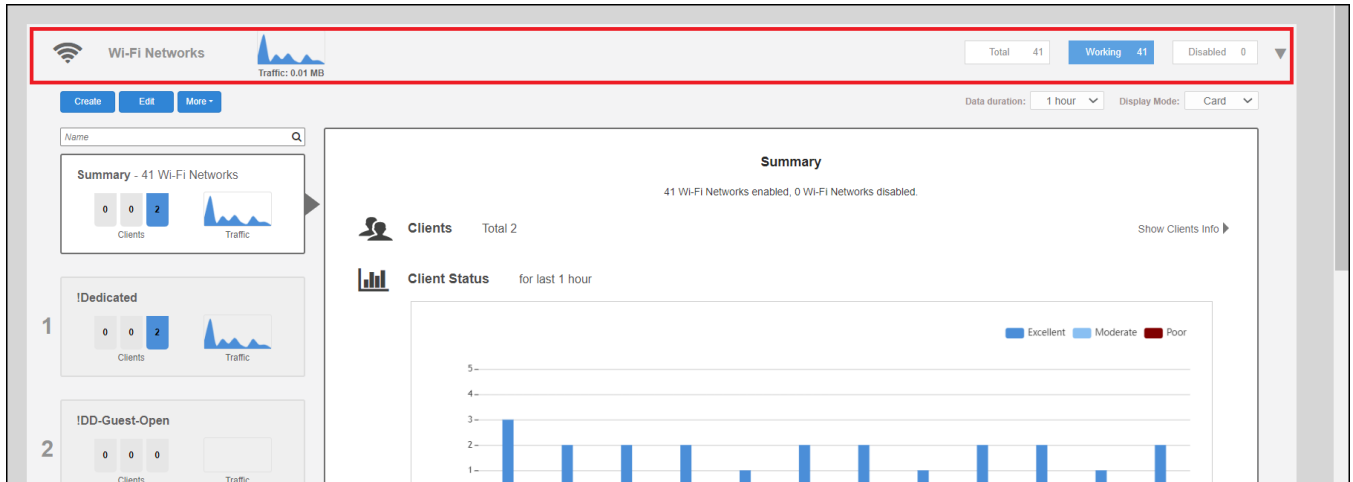 Wi-Fi Networks
Traffic: 0.01 MB
Total 41 Working 41 Disabled 0
Create Edit More
Data duration: 1 hour Display Mode: Card
Name
Summary - 41 Wi-Fi Networks
0 0 2
Clients Traffic
1
!Dedicated
0 0 2
Clients Traffic
2
!DD-Guest-Open
0 0 0
Clients Traffic
Summary
41 Wi-Fi Networks enabled, 0 Wi-Fi Networks disabled.
Clients Total 2 Show Clients Info
Client Status for last 1 hour
Excellent Moderate Poor
5
4
3
2
1